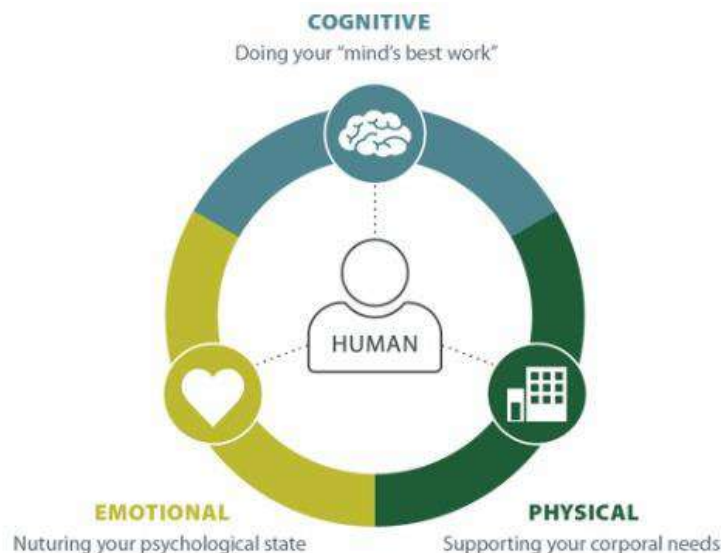 COGNITIVE
Doing your “mind’s best work”
HUMAN
EMOTIONAL
Nuturing your psychological state
PHYSICAL
Supporting your corporal needs